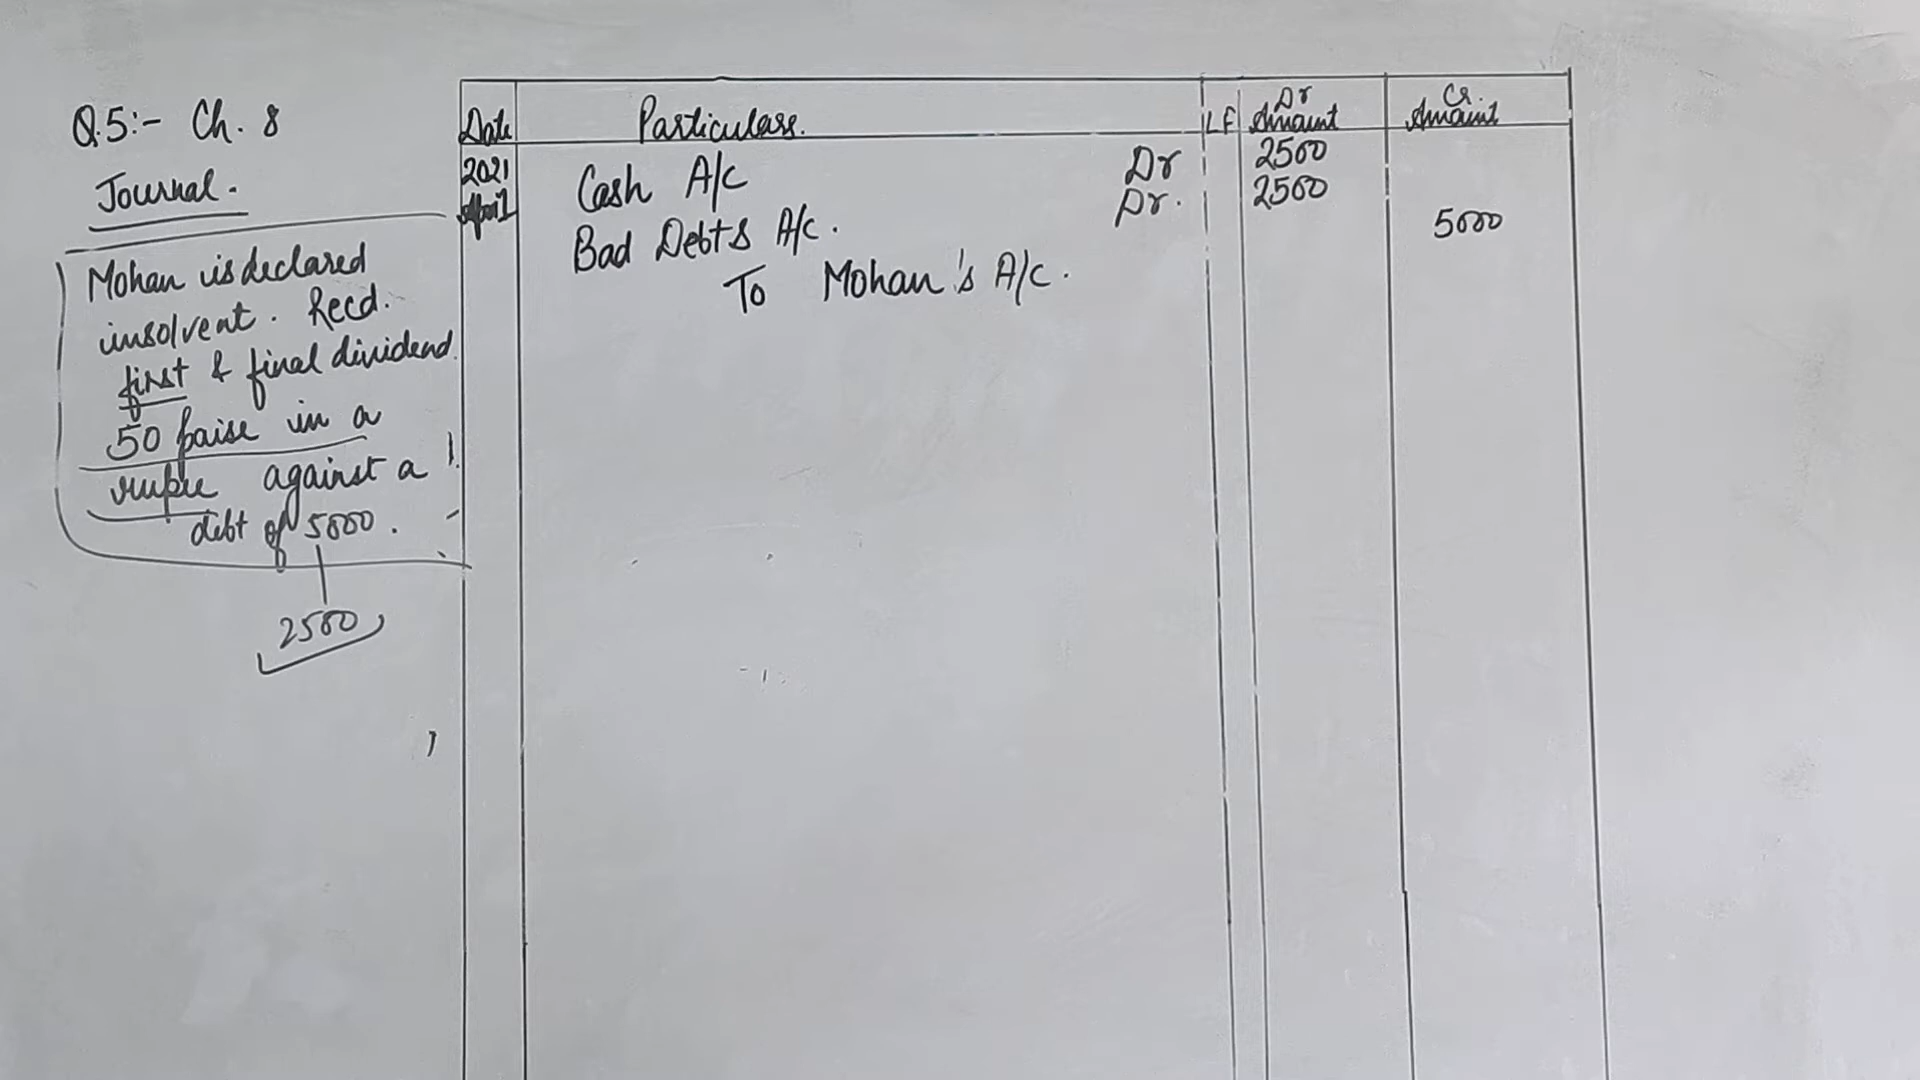 Q.5:- Ch. 8
Journal.
Mohan is declared
insolvent. Recd.
first & final dividend
50 paise in a
rupee against a
debt of 5000.
2500
Date Particulars. LF Dr Amount Cr. Amount
2021 Cash A/c Dr 2500
April Bad Debts A/c. Dr. 2500
To Mohan's A/c. 5000